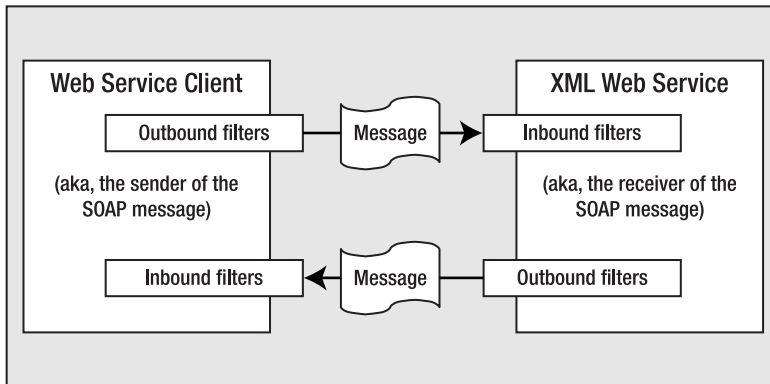 Web Service Client
XML Web Service
Outbound filters
Message
Inbound filters
(aka, the sender of the
SOAP message)
(aka, the receiver of the
SOAP message)
Inbound filters
Message
Outbound filters